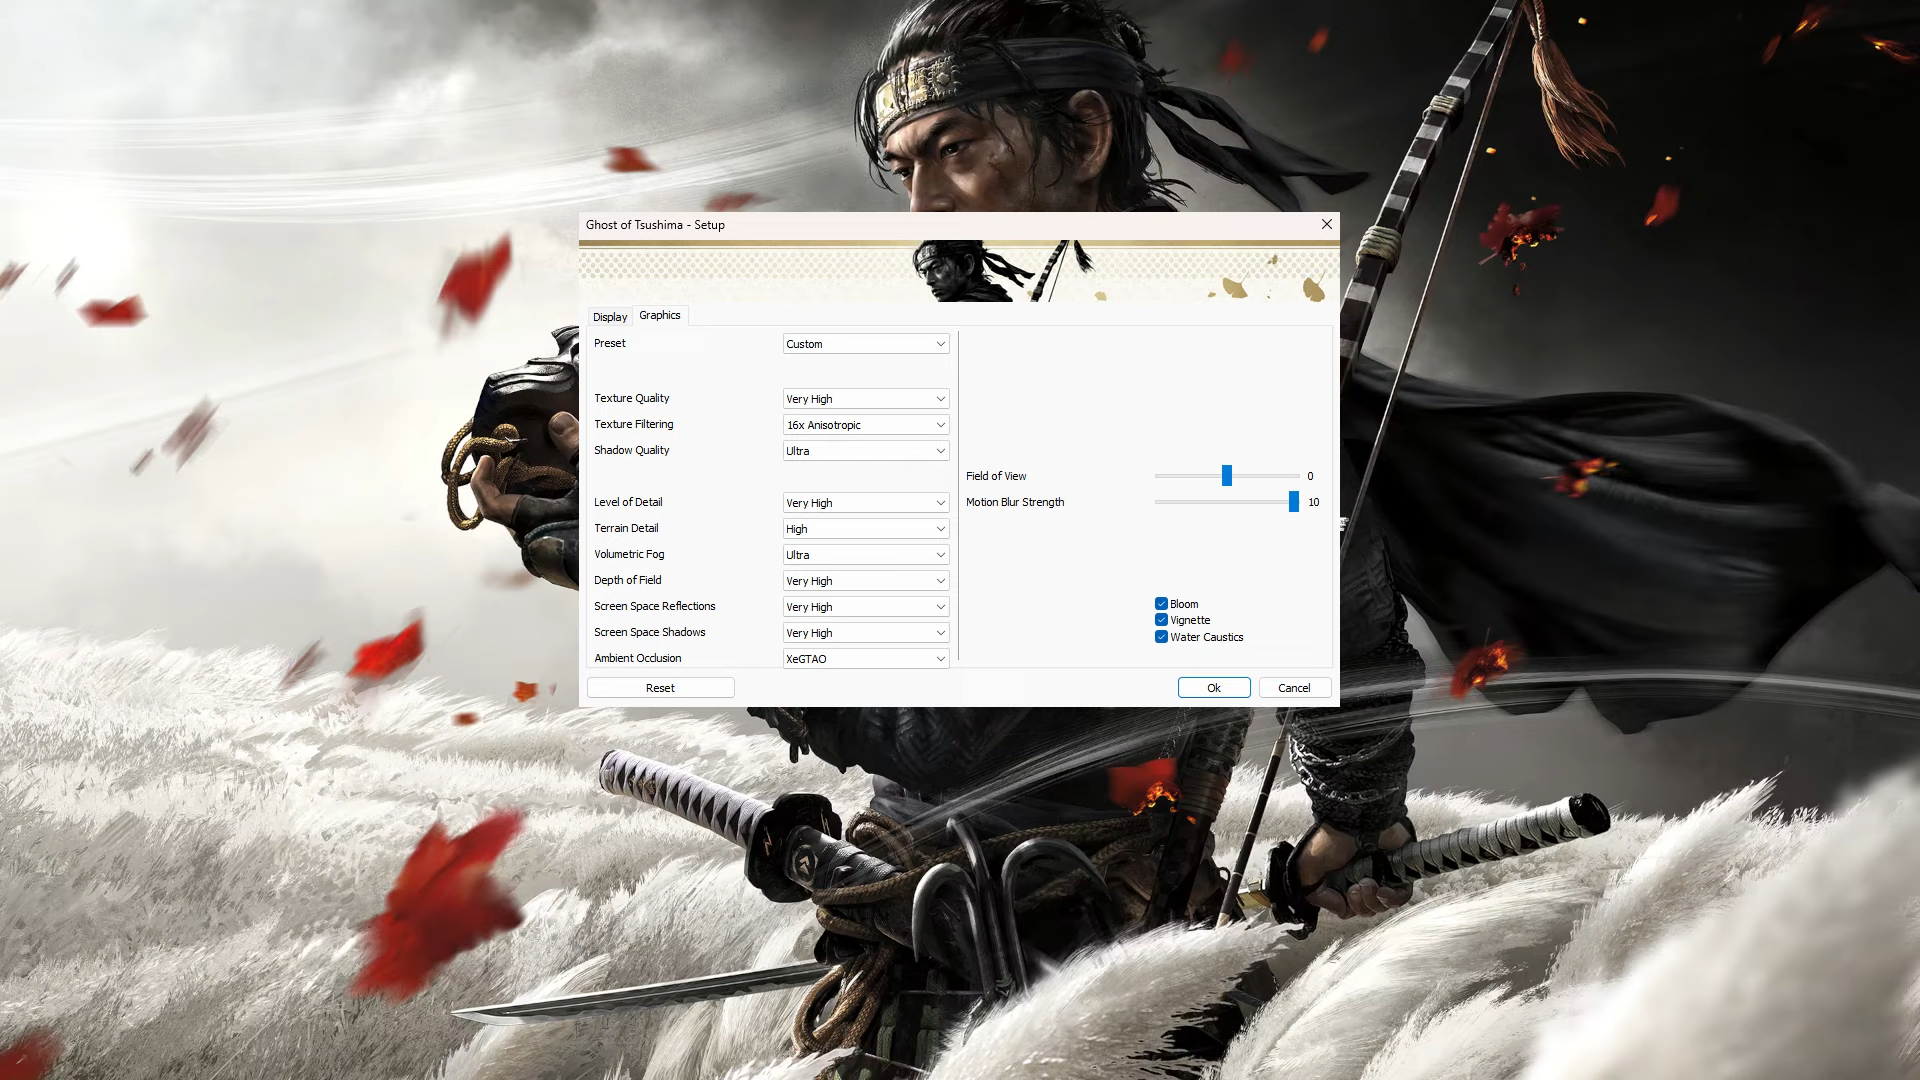 Ghost of Tsushima - Setup
Display Graphics
Preset Custom
Texture Quality Very High
Texture Filtering 16x Anisotropic
Shadow Quality Ultra
Level of Detail Very High
Terrain Detail High
Volumetric Fog Ultra
Depth of Field Very High
Screen Space Reflections Very High
Screen Space Shadows Very High
Ambient Occlusion XeGTAO
Field of View 0
Motion Blur Strength 10
Bloom
Vignette
Water Caustics
Reset Ok Cancel